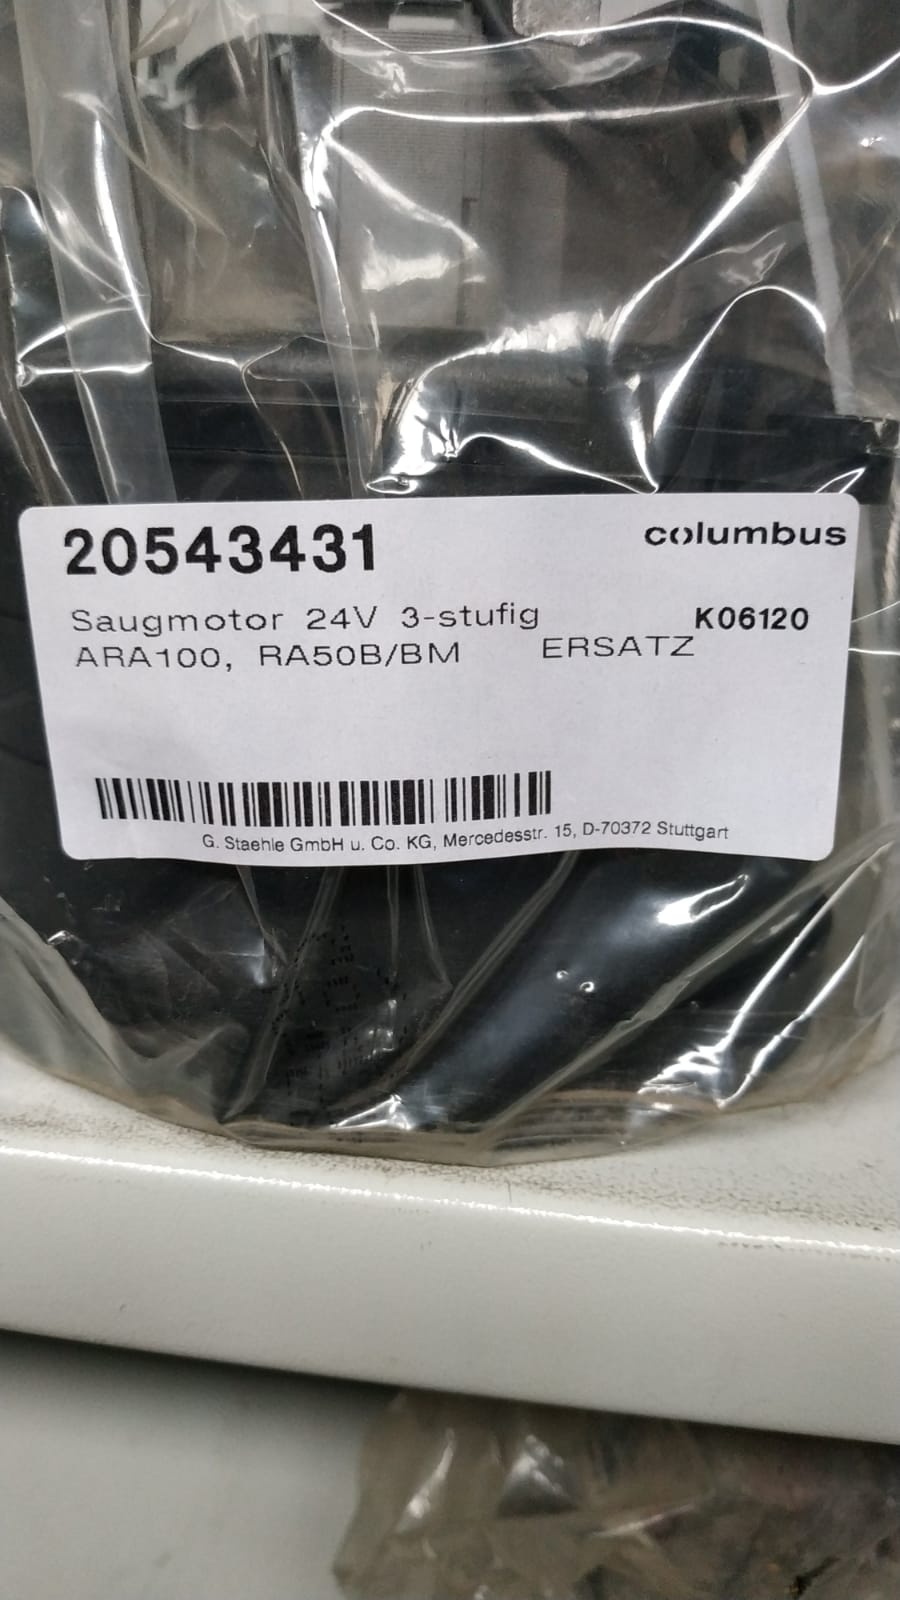 20543431
columbus
Saugmotor 24V 3-stufig K06120
ARA100, RA50B/BM ERSATZ
G. Staehle GmbH u. Co. KG, Mercedesstr. 15, D-70372 Stuttgart